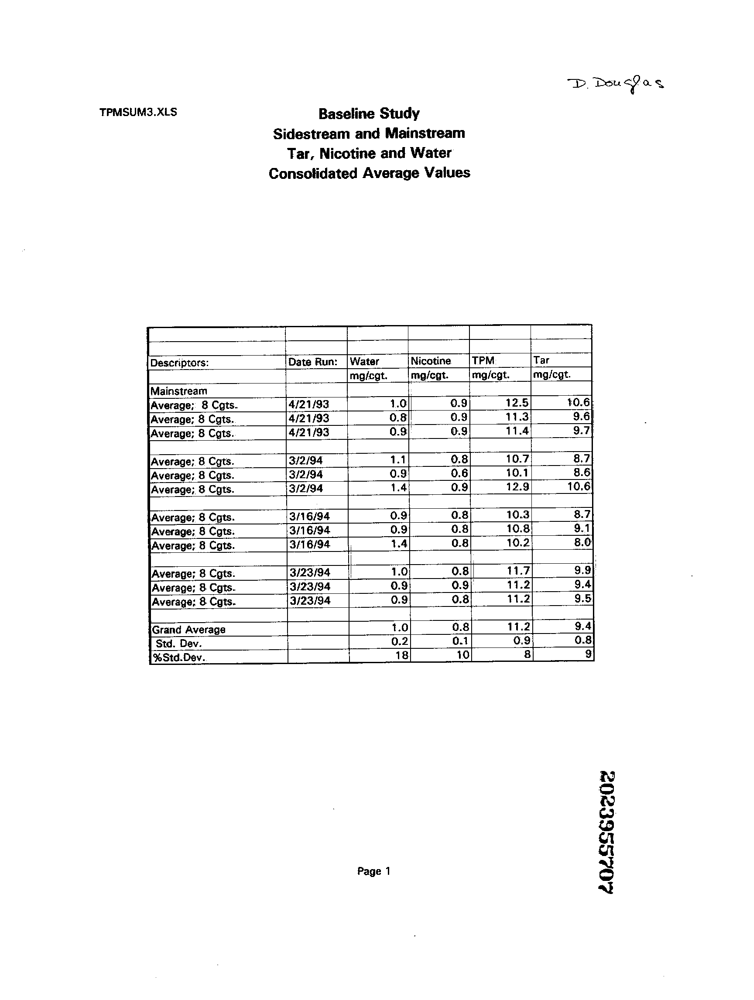 D. Douglas
TPMSUM3.XLS
Baseline Study
Sidestream and Mainstream
Tar, Nicotine and Water
Consolidated Average Values
Descriptors: Date Run: Water Nicotine TPM Tar
mg/cgt. mg/cgt. mg/cgt. mg/cgt.
Mainstream
Average; 8 Cgts. 4/21/93 1.0 0.9 12.5 10.6
Average; 8 Cgts. 4/21/93 0.8 0.9 11.3 9.6
Average; 8 Cgts. 4/21/93 0.9 0.9 11.4 9.7
Average; 8 Cgts. 3/2/94 1.1 0.8 10.7 8.7
Average; 8 Cgts. 3/2/94 0.9 0.6 10.1 8.6
Average; 8 Cgts. 3/2/94 1.4 0.9 12.9 10.6
Average; 8 Cgts. 3/16/94 0.9 0.8 10.3 8.7
Average; 8 Cgts. 3/16/94 0.9 0.8 10.8 9.1
Average; 8 Cgts. 3/16/94 1.4 0.8 10.2 8.0
Average; 8 Cgts. 3/23/94 1.0 0.8 11.7 9.9
Average; 8 Cgts. 3/23/94 0.9 0.9 11.2 9.4
Average; 8 Cgts. 3/23/94 0.9 0.8 11.2 9.5
Grand Average 1.0 0.8 11.2 9.4
Std. Dev. 0.2 0.1 0.9 0.8
%Std.Dev. 18 10 8 9
2023955707
Page 1